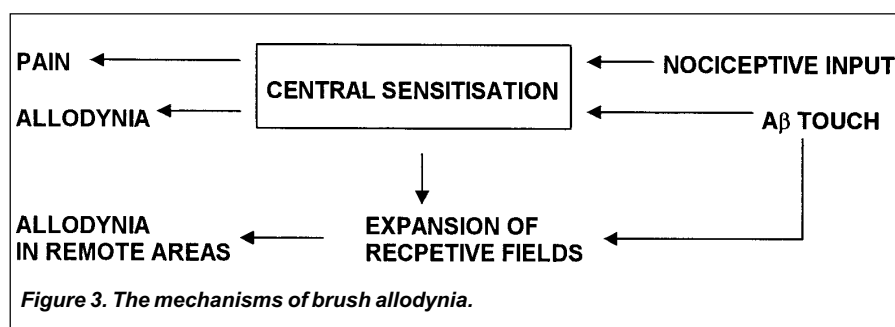 PAIN
NOCICEPTIVE INPUT
CENTRAL SENSITISATION
ALLODYNIA
Aβ TOUCH
ALLODYNIA
IN REMOTE AREAS
EXPANSION OF
RECPETIVE FIELDS
Figure 3. The mechanisms of brush allodynia.